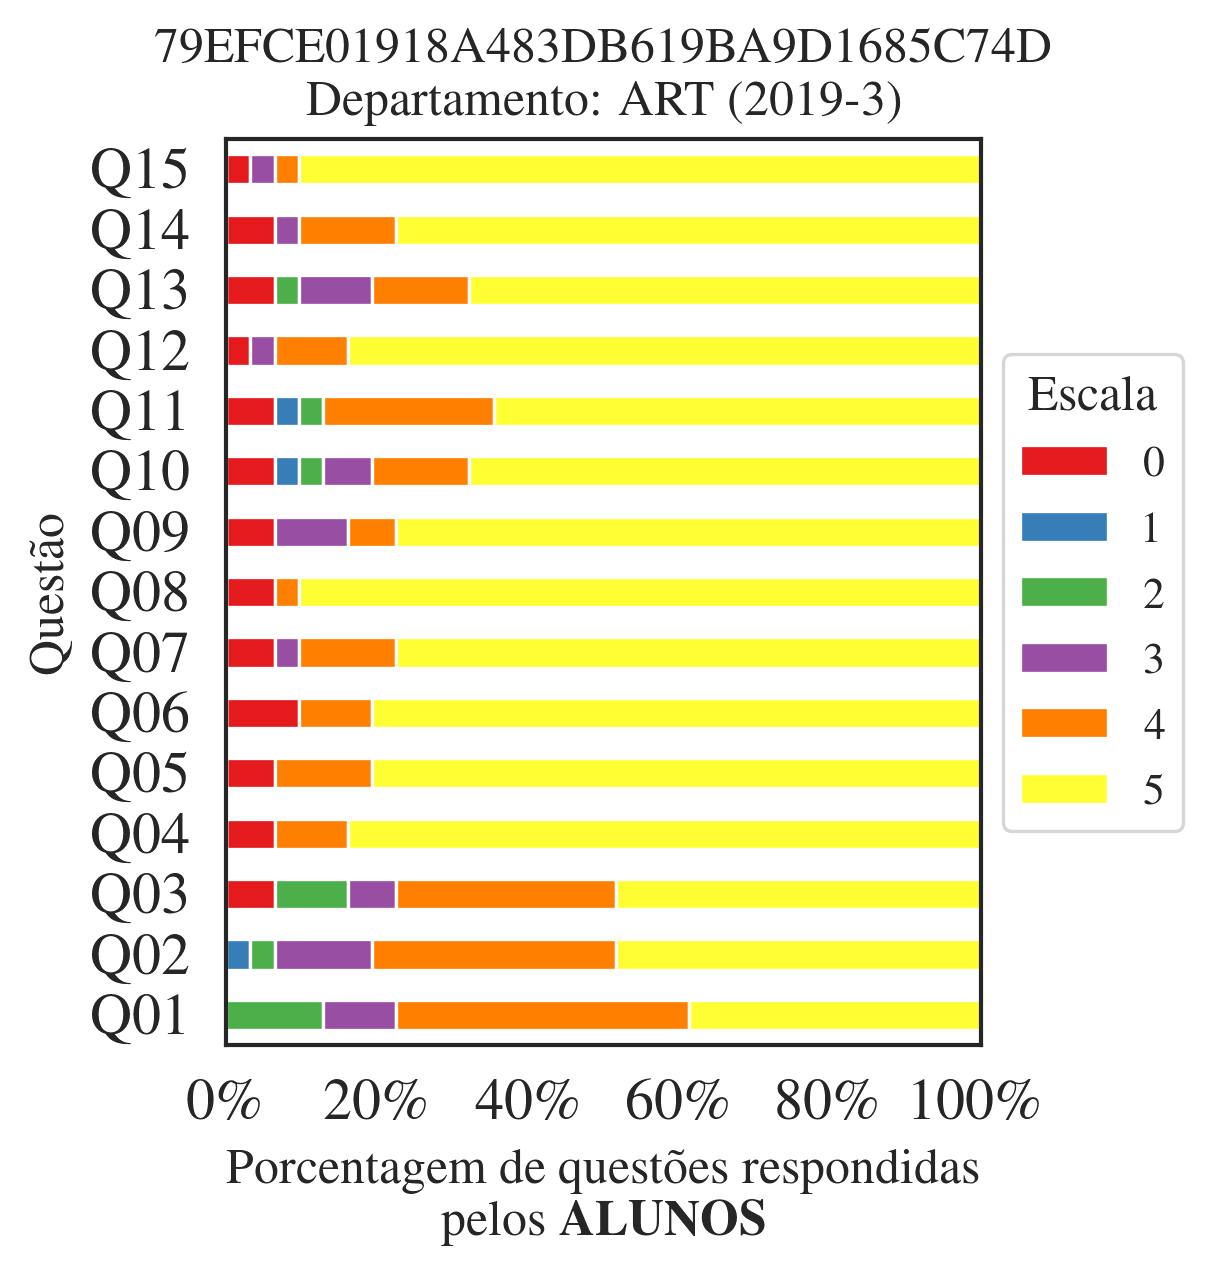 79EFCE01918A483DB619BA9D1685C74D
Departamento: ART (2019-3)
Questão
Q15
Q14
Q13
Q12
Q11
Q10
Q09
Q08
Q07
Q06
Q05
Q04
Q03
Q02
Q01
0% 20% 40% 60% 80% 100%
Porcentagem de questões respondidas
pelos ALUNOS
Escala
0
1
2
3
4
5